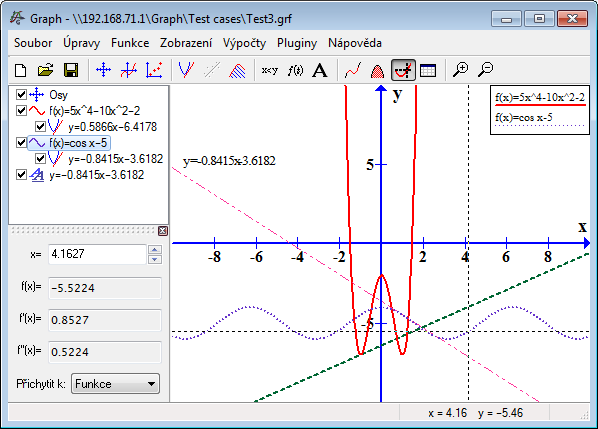 Graph - \\192.168.71.1\Graph\Test cases\Test3.grf
Soubor Úpravy Funkce Zobrazení Výpočty Pluginy Nápověda
x<y f(x) A
Osy
f(x)=5x^4-10x^2-2
y=0.5866x-6.4178
f(x)=cos x-5
y=-0.8415x-3.6182
y=-0.8415x-3.6182
x= 4.1627
f(x)= -5.5224
f'(x)= 0.8527
f''(x)= 0.5224
Přichytit k: Funkce
y
f(x)=5x^4-10x^2-2
f(x)=cos x-5
5
y=-0.8415x-3.6182
x
-8 -6 -4 -2 2 4 6 8
-5
x = 4.16 y = -5.46